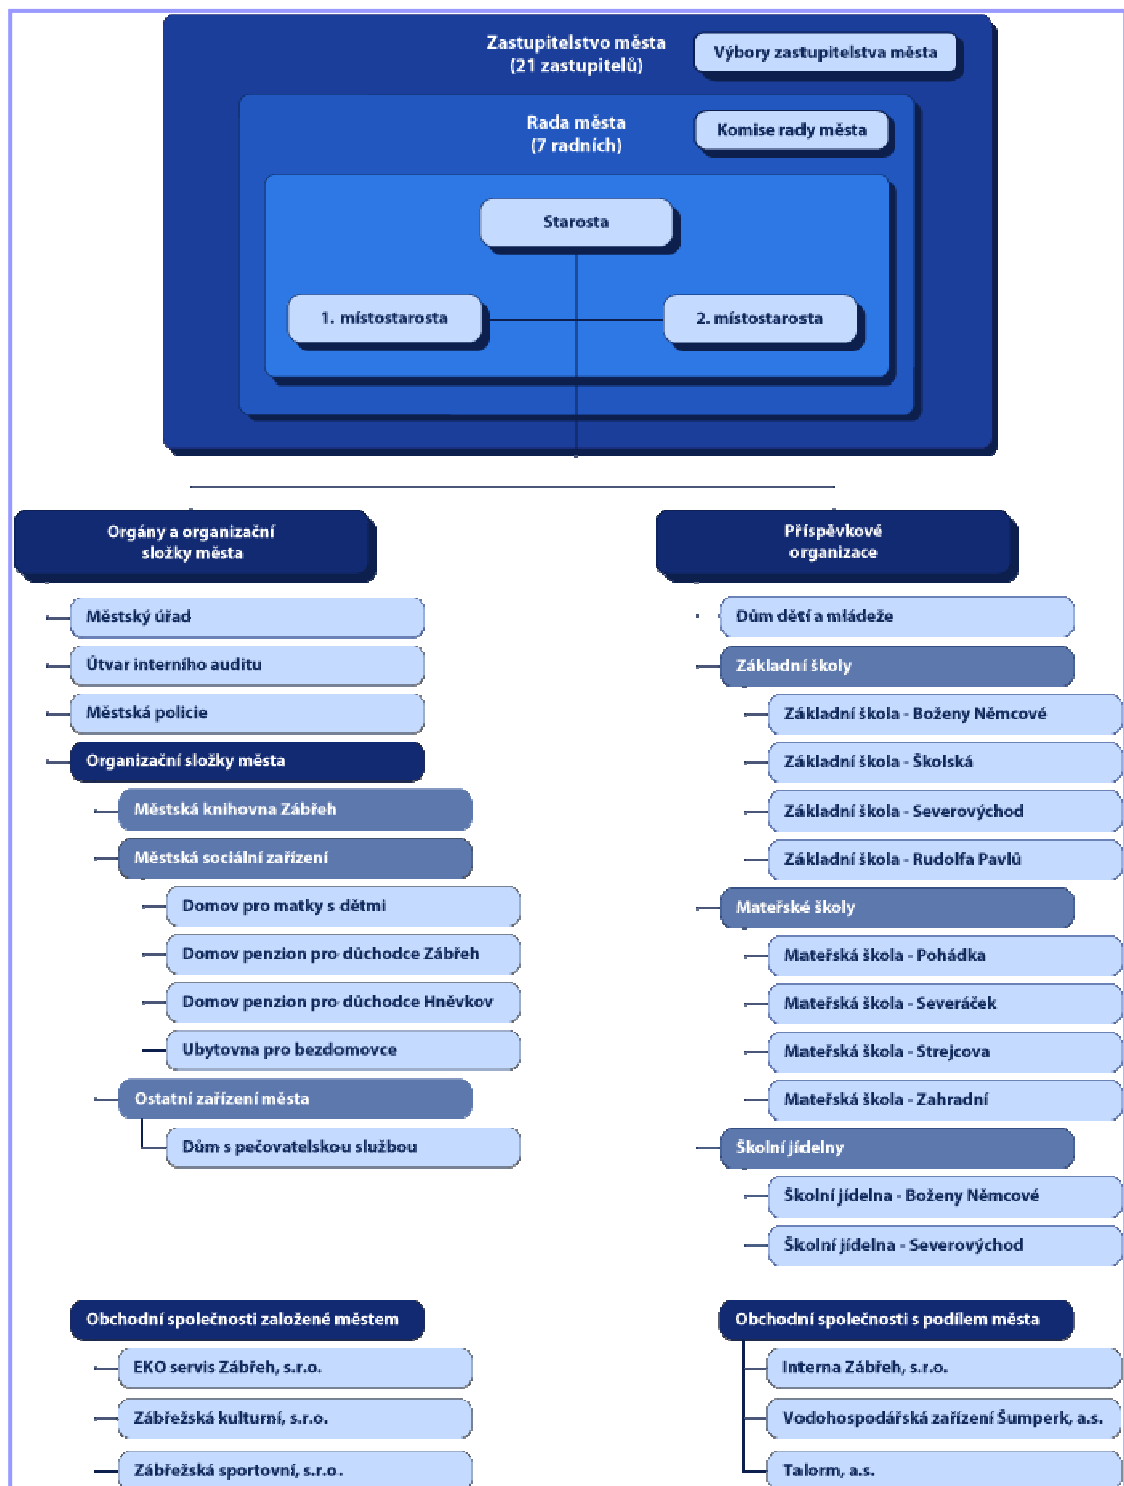 Zastupitelstvo města
(21 zastupitelů)
Výbory zastupitelstva města
Rada města
(7 radních)
Komise rady města
Starosta
1. místostarosta
2. místostarosta
Orgány a organizační
složky města
Městský úřad
Útvar interního auditu
Městská policie
Organizační složky města
Městská knihovna Zábřeh
Městská sociální zařízení
Domov pro matky s dětmi
Domov penzion pro důchodce Zábřeh
Domov penzion pro důchodce Hněvkov
Ubytovna pro bezdomovce
Ostatní zařízení města
Dům s pečovatelskou službou
Příspěvkové
organizace
Dům dětí a mládeže
Základní školy
Základní škola - Boženy Němcové
Základní škola - Školská
Základní škola - Severovýchod
Základní škola - Rudolfa Pavlů
Mateřské školy
Mateřská škola - Pohádka
Mateřská škola - Severáček
Mateřská škola - Strejcova
Mateřská škola - Zahradní
Školní jídelny
Školní jídelna - Boženy Němcové
Školní jídelna - Severovýchod
Obchodní společnosti založené městem
EKO servis Zábřeh, s.r.o.
Zábřežská kulturní, s.r.o.
Zábřežská sportovní, s.r.o.
Obchodní společnosti s podílem města
Interna Zábřeh, s.r.o.
Vodohospodářská zařízení Šumperk, a.s.
Talorm, a.s.